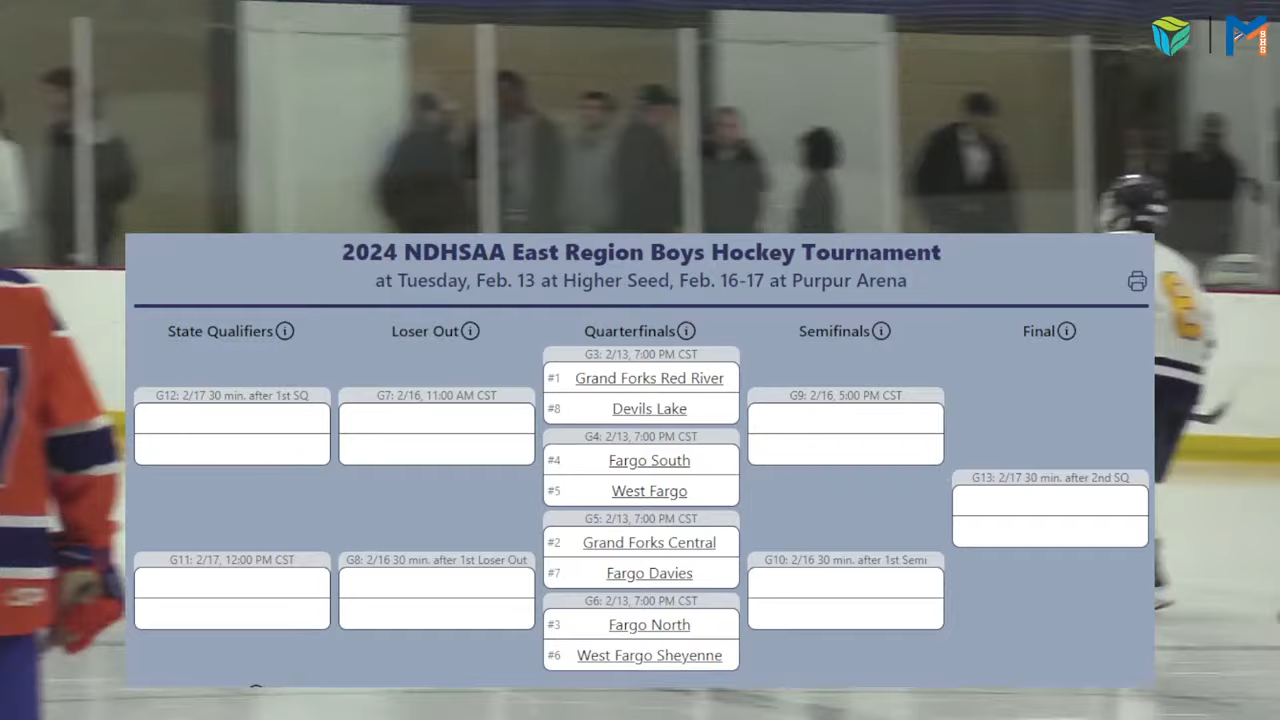 M
SHS
2024 NDHSAA East Region Boys Hockey Tournament
at Tuesday, Feb. 13 at Higher Seed, Feb. 16-17 at Purpur Arena
State Qualifiers
Loser Out
Quarterfinals
Semifinals
Final
G12: 2/17 30 min. after 1st SQ
G11: 2/17, 12:00 PM CST
G7: 2/16, 11:00 AM CST
G8: 2/16 30 min. after 1st Loser Out
G3: 2/13, 7:00 PM CST
#1 Grand Forks Red River
#8 Devils Lake
G4: 2/13, 7:00 PM CST
#4 Fargo South
#5 West Fargo
G5: 2/13, 7:00 PM CST
#2 Grand Forks Central
#7 Fargo Davies
G6: 2/13, 7:00 PM CST
#3 Fargo North
#6 West Fargo Sheyenne
G9: 2/16, 5:00 PM CST
G10: 2/16 30 min. after 1st Semi
G13: 2/17 30 min. after 2nd SQ